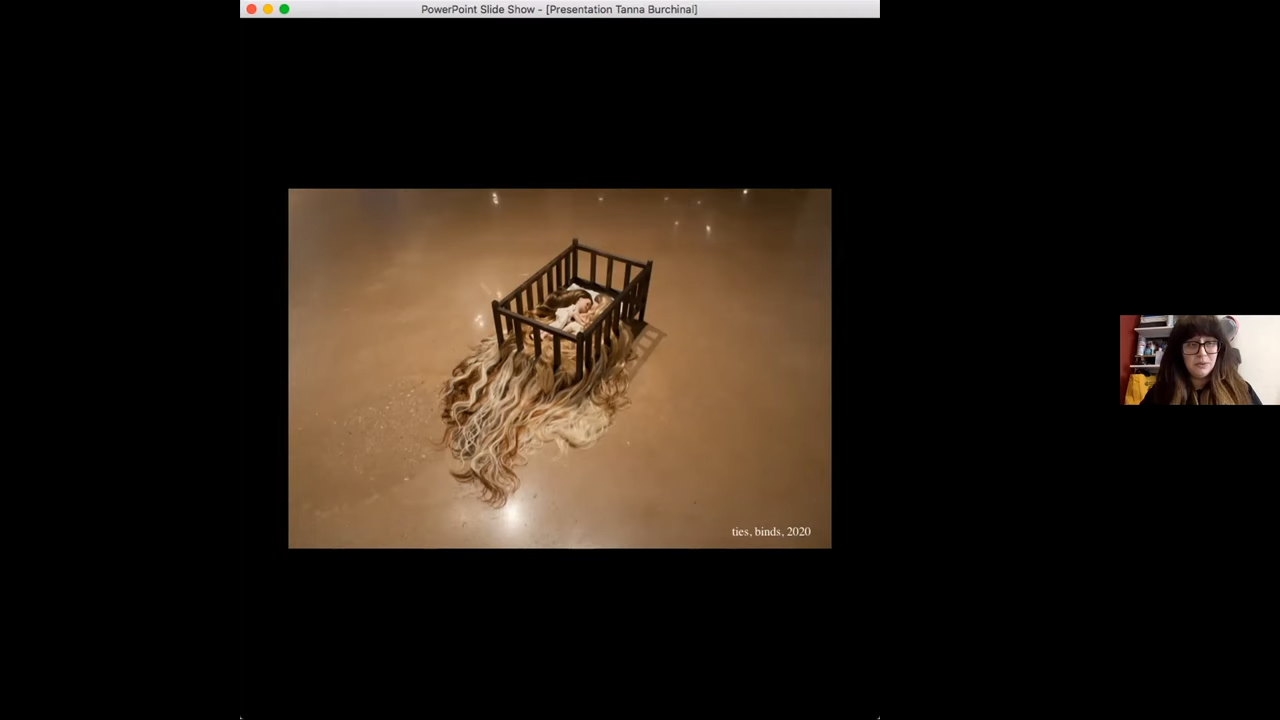 PowerPoint Slide Show - [Presentation Tanna Burchinal]
ties, binds, 2020